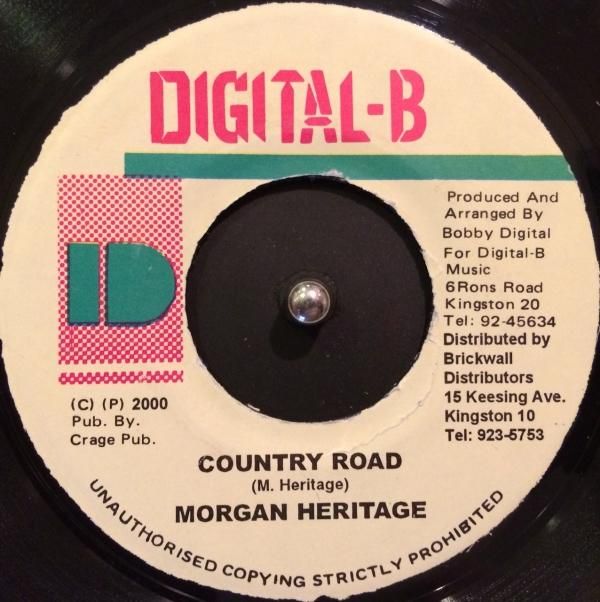 DIGITAL-B
Produced And
Arranged By
Bobby Digital
For Digital-B
Music
6Rons Road
Kingston 20
Tel: 92-45634
Distributed by
Brickwall
Distributors
15 Keesing Ave.
Kingston 10
Tel: 923-5753
D
(C) (P) 2000
Pub. By.
Crage Pub.
COUNTRY ROAD
(M. Heritage)
MORGAN HERITAGE
UNAUTHORISED COPYING STRICTLY PROHIBITED